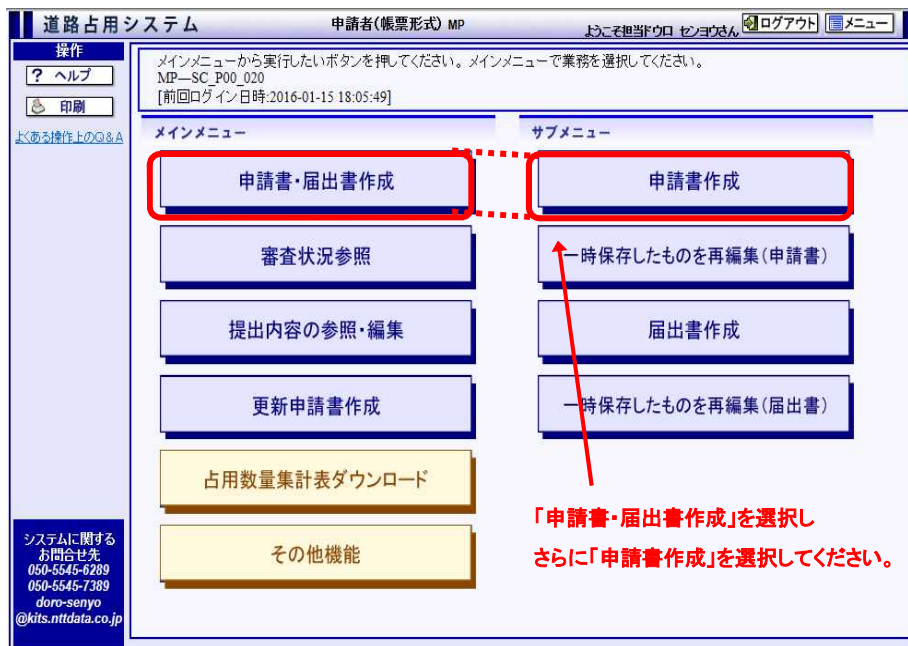 道路占用システム
申請者(帳票形式) MP
ようこそ担当ドウロ センヨウさん
ログアウト
メニュー
操作
? ヘルプ
印刷
よくある操作上のQ&A
メインメニューから実行したいボタンを押してください。メインメニューで業務を選択してください。
MP―SC_P00_020
[前回ログイン日時:2016-01-15 18:05:49]
メインメニュー
サブメニュー
申請書・届出書作成
申請書作成
審査状況参照
一時保存したものを再編集(申請書)
提出内容の参照・編集
届出書作成
更新申請書作成
一時保存したものを再編集(届出書)
占用数量集計表ダウンロード
その他機能
「申請書・届出書作成」を選択し
さらに「申請書作成」を選択してください。
システムに関する
お問合せ先
050-5545-6289
050-5545-7389
doro-senyo
@kits.nttdata.co.jp